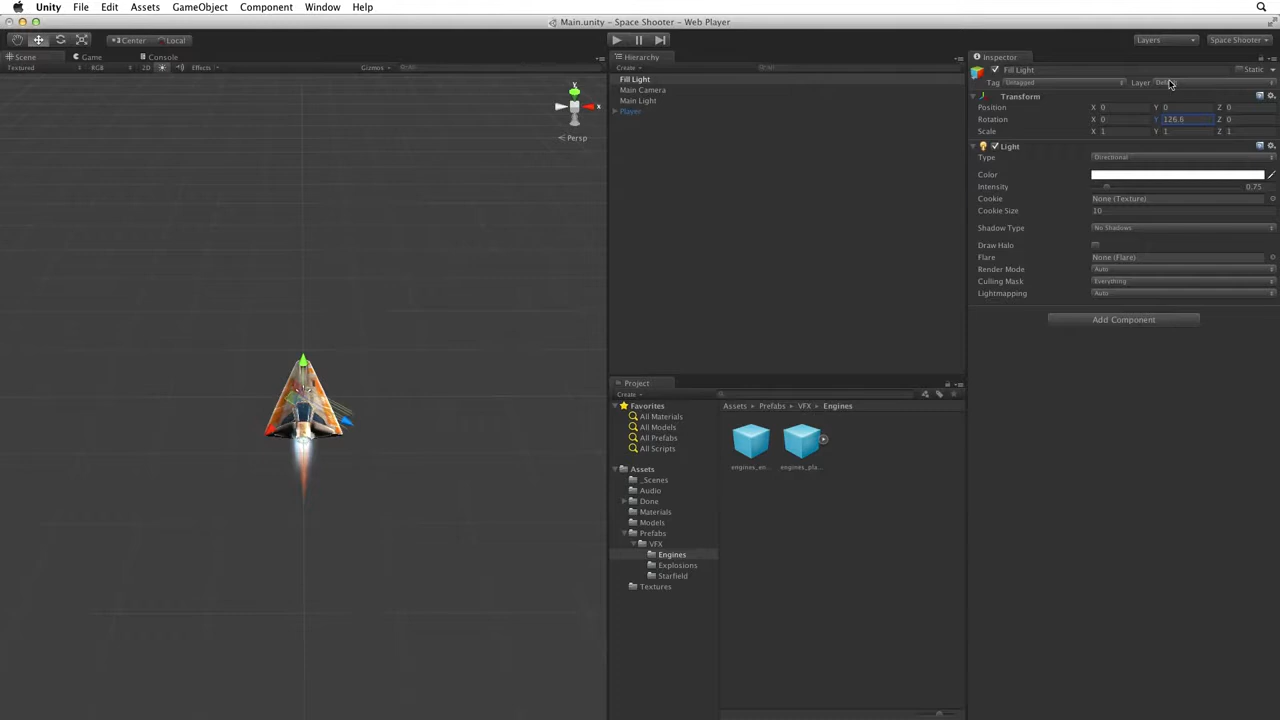 Unity File Edit Assets GameObject Component Window Help
Main.unity – Space Shooter – Web Player
Center Local Layers Space Shooter
Scene Game Console
Textured RGB 2D Effects Gizmos All
Persp
Hierarchy
Create All
Fill Light
Main Camera
Main Light
Player
Project
Create
Favorites
All Materials
All Models
All Prefabs
All Scripts
Assets
_Scenes
Audio
Done
Materials
Models
Prefabs
VFX
Engines
Explosions
Starfield
Textures
Assets Prefabs VFX Engines
engines_en... engines_pla...
Inspector
Fill Light Static
Tag Untagged Layer
Transform
Position X 0 Y 0 Z 0
Rotation X 0 Y 126.6 Z 0
Scale X 1 Y 1 Z 1
Light
Type Directional
Color
Intensity 0.75
Cookie None (Texture)
Cookie Size 10
Shadow Type No Shadows
Draw Halo
Flare None (Flare)
Render Mode Auto
Culling Mask Everything
Lightmapping Auto
Add Component